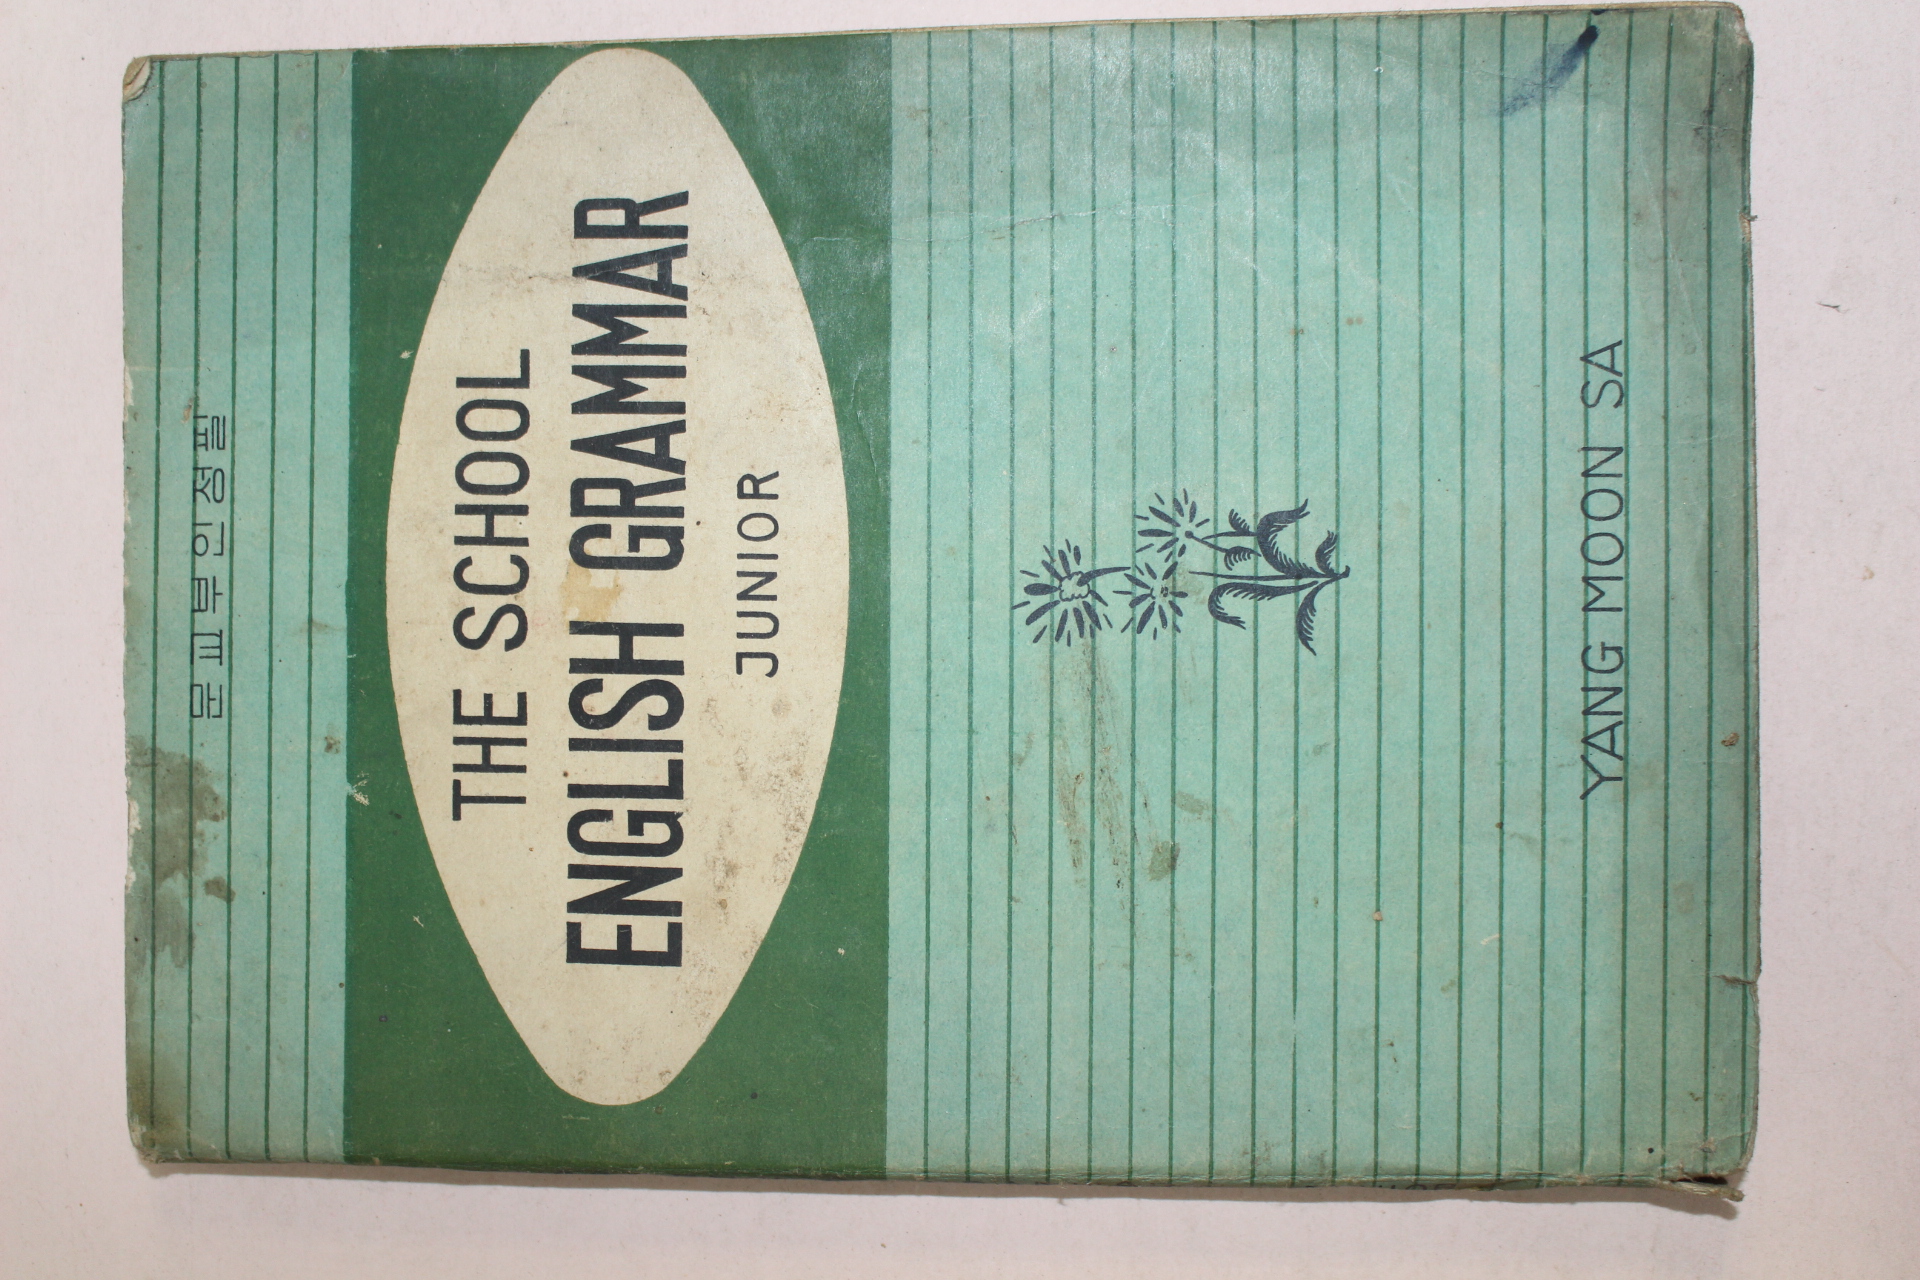 문교부인정필
THE SCHOOL
ENGLISH GRAMMAR
JUNIOR
YANG MOON SA